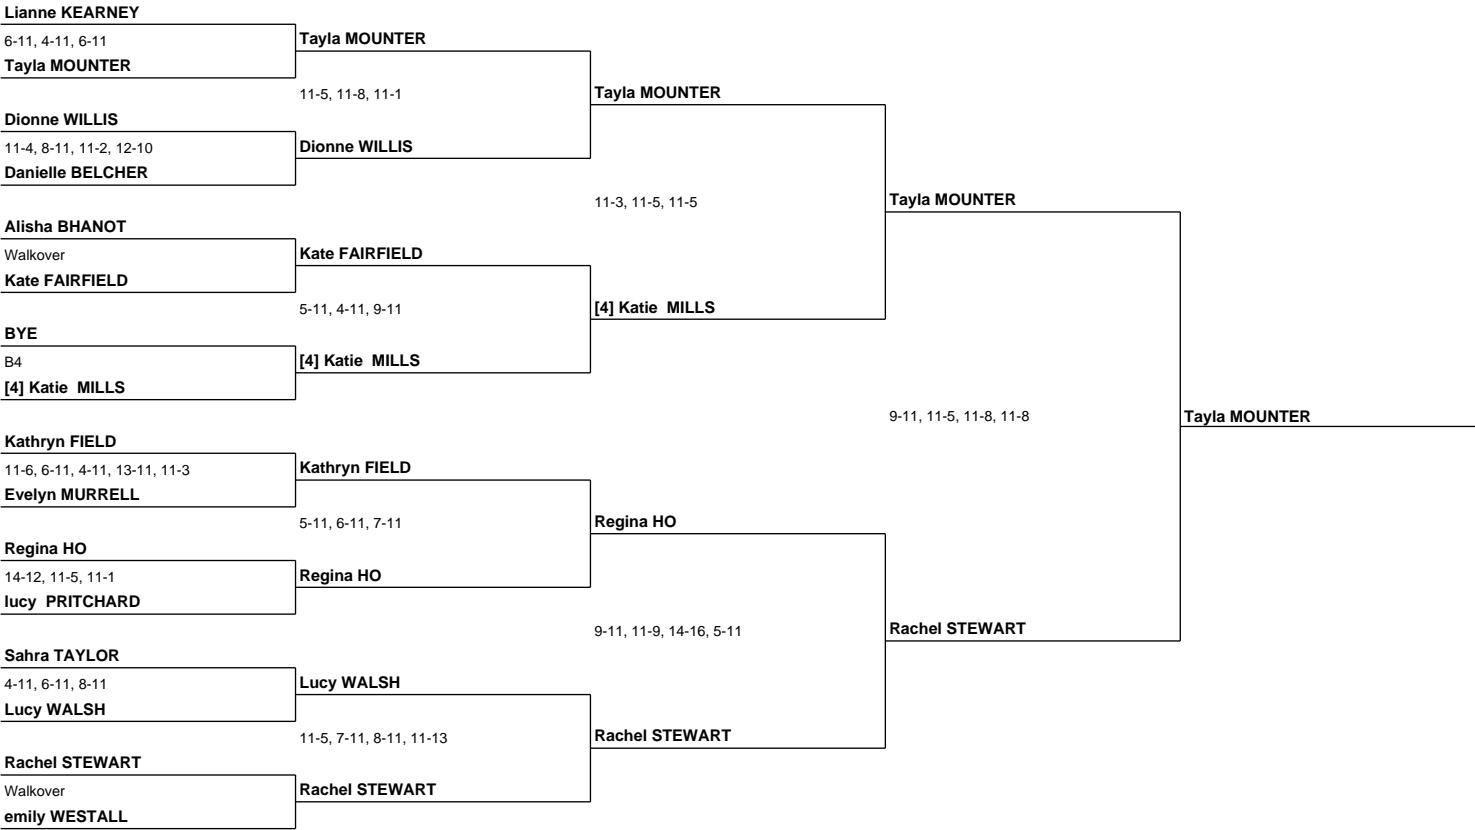 Lianne KEARNEY
6-11, 4-11, 6-11
Tayla MOUNTER
Dionne WILLIS
11-4, 8-11, 11-2, 12-10
Danielle BELCHER
Alisha BHANOT
Walkover
Kate FAIRFIELD
BYE
B4
[4] Katie  MILLS
Kathryn FIELD
11-6, 6-11, 4-11, 13-11, 11-3
Evelyn MURRELL
Regina HO
14-12, 11-5, 11-1
lucy  PRITCHARD
Sahra TAYLOR
4-11, 6-11, 8-11
Lucy WALSH
Rachel STEWART
Walkover
emily WESTALL
Tayla MOUNTER
11-5, 11-8, 11-1
Dionne WILLIS
Kate FAIRFIELD
5-11, 4-11, 9-11
[4] Katie  MILLS
Kathryn FIELD
5-11, 6-11, 7-11
Regina HO
Lucy WALSH
11-5, 7-11, 8-11, 11-13
Rachel STEWART
Tayla MOUNTER
11-3, 11-5, 11-5
[4] Katie  MILLS
Regina HO
9-11, 11-9, 14-16, 5-11
Rachel STEWART
Tayla MOUNTER
9-11, 11-5, 11-8, 11-8
Rachel STEWART
Tayla MOUNTER